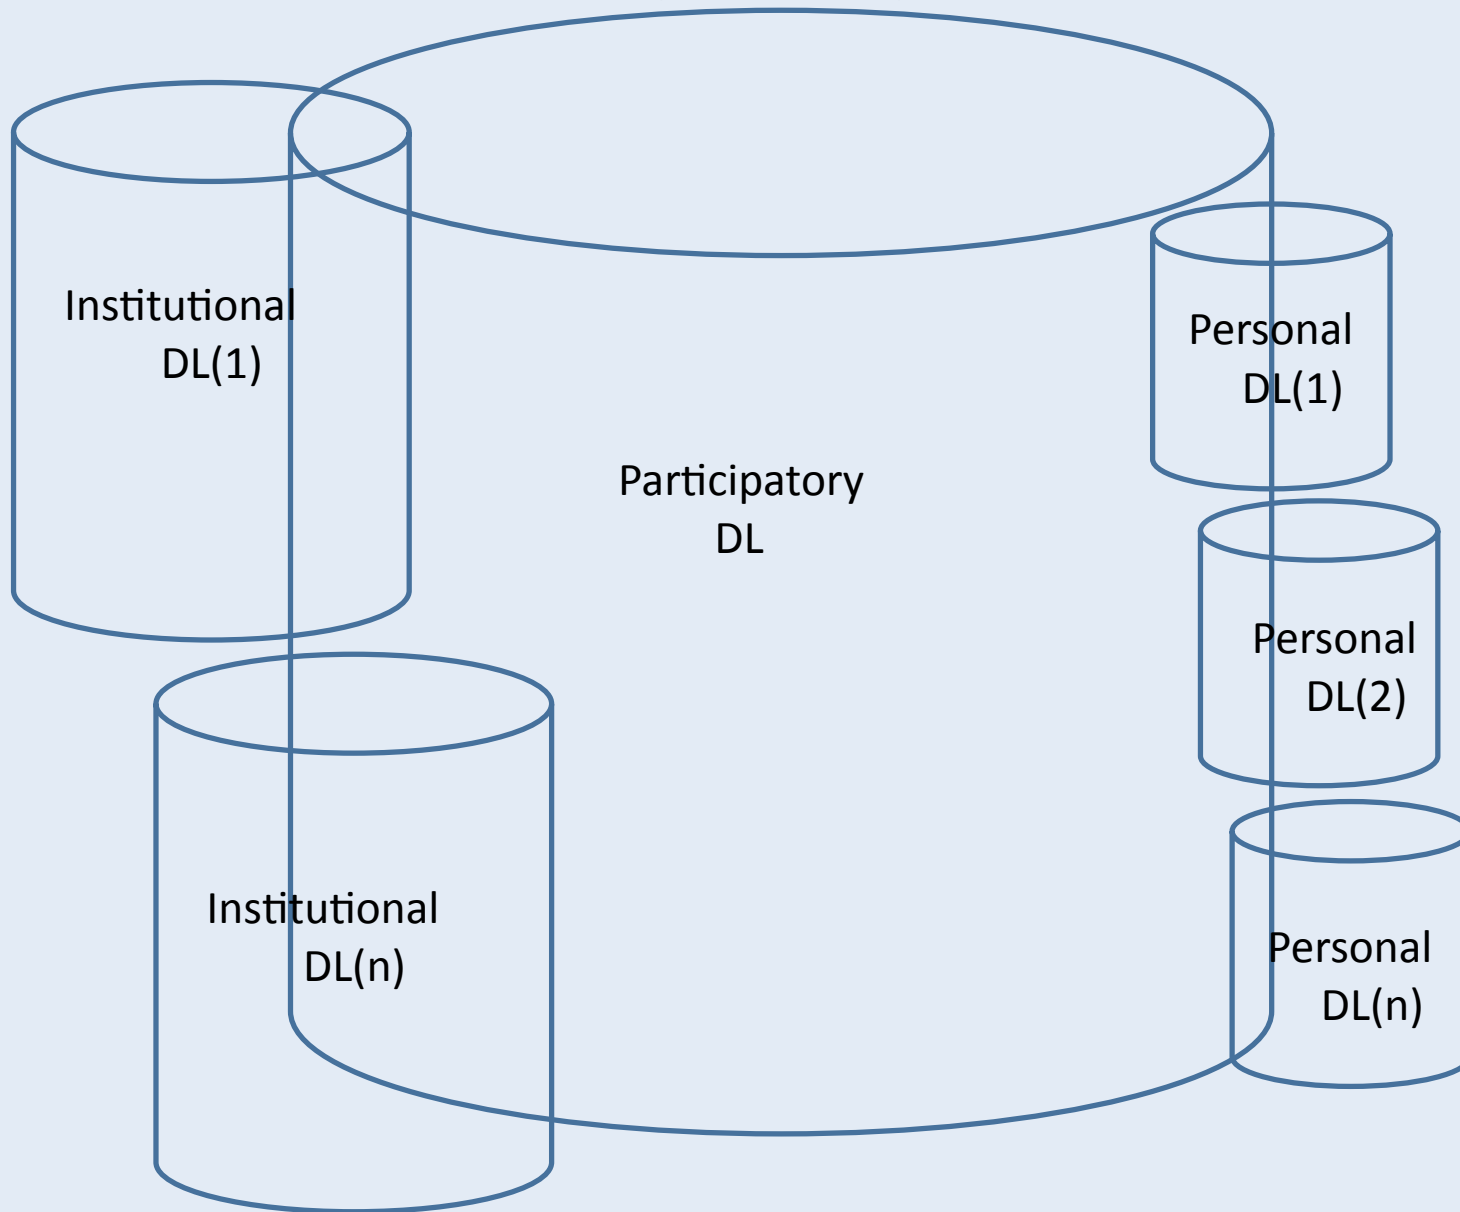 Institutional
DL(1)
Participatory
DL
Personal
DL(1)
Personal
DL(2)
Institutional
DL(n)
Personal
DL(n)